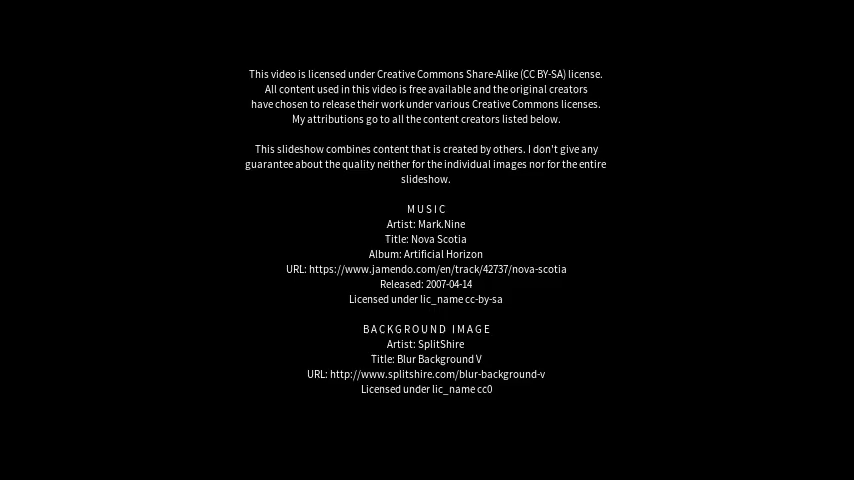 This video is licensed under Creative Commons Share-Alike (CC BY-SA) license.
All content used in this video is free available and the original creators
have chosen to release their work under various Creative Commons licenses.
My attributions go to all the content creators listed below.
This slideshow combines content that is created by others. I don't give any
guarantee about the quality neither for the individual images nor for the entire
slideshow.
MUSIC
Artist: Mark.Nine
Title: Nova Scotia
Album: Artificial Horizon
URL: https://www.jamendo.com/en/track/42737/nova-scotia
Released: 2007-04-14
Licensed under lic_name cc-by-sa
BACKGROUND IMAGE
Artist: SplitShire
Title: Blur Background V
URL: http://www.splitshire.com/blur-background-v
Licensed under lic_name cc0